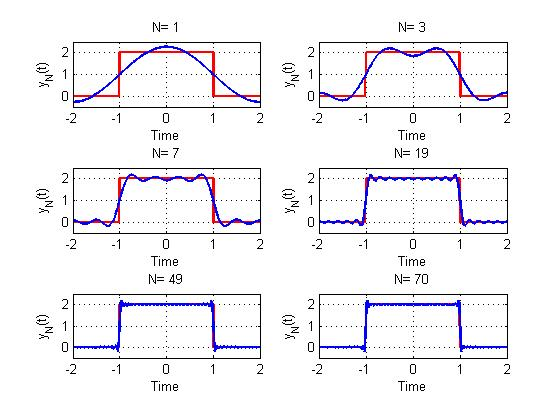 N= 1
N= 3
2
1
0
y_N(t)
-2 -1 0 1 2
Time
2
1
0
y_N(t)
-2 -1 0 1 2
Time
N= 7
N= 19
2
1
0
y_N(t)
-2 -1 0 1 2
Time
2
1
0
y_N(t)
-2 -1 0 1 2
Time
N= 49
N= 70
2
1
0
y_N(t)
-2 -1 0 1 2
Time
2
1
0
y_N(t)
-2 -1 0 1 2
Time